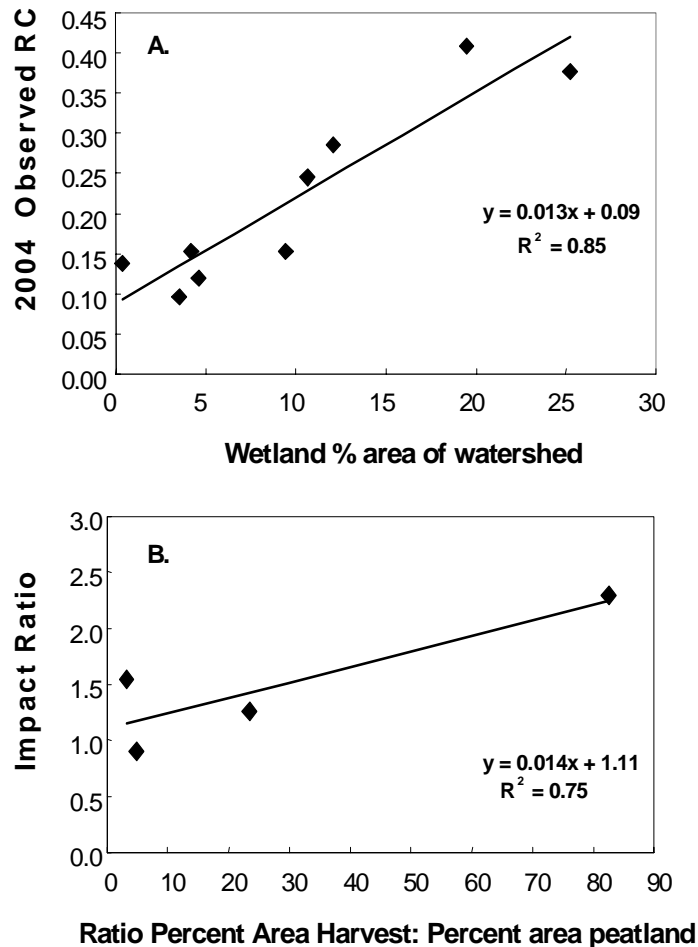 A.
2004 Observed RC
0.45
0.40
0.35
0.30
0.25
0.20
0.15
0.10
0.05
0.00
y = 0.013x + 0.09
R² = 0.85
0 5 10 15 20 25 30
Wetland % area of watershed
B.
Impact Ratio
3.0
2.5
2.0
1.5
1.0
0.5
0.0
y = 0.014x + 1.11
R² = 0.75
0 10 20 30 40 50 60 70 80 90
Ratio Percent Area Harvest: Percent area peatland